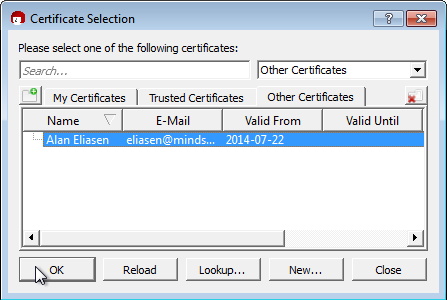 Certificate Selection
Please select one of the following certificates:
Search... Other Certificates
My Certificates Trusted Certificates Other Certificates
Name E-Mail Valid From Valid Until
Alan Eliasen eliasen@minds... 2014-07-22
OK Reload Lookup... New... Close